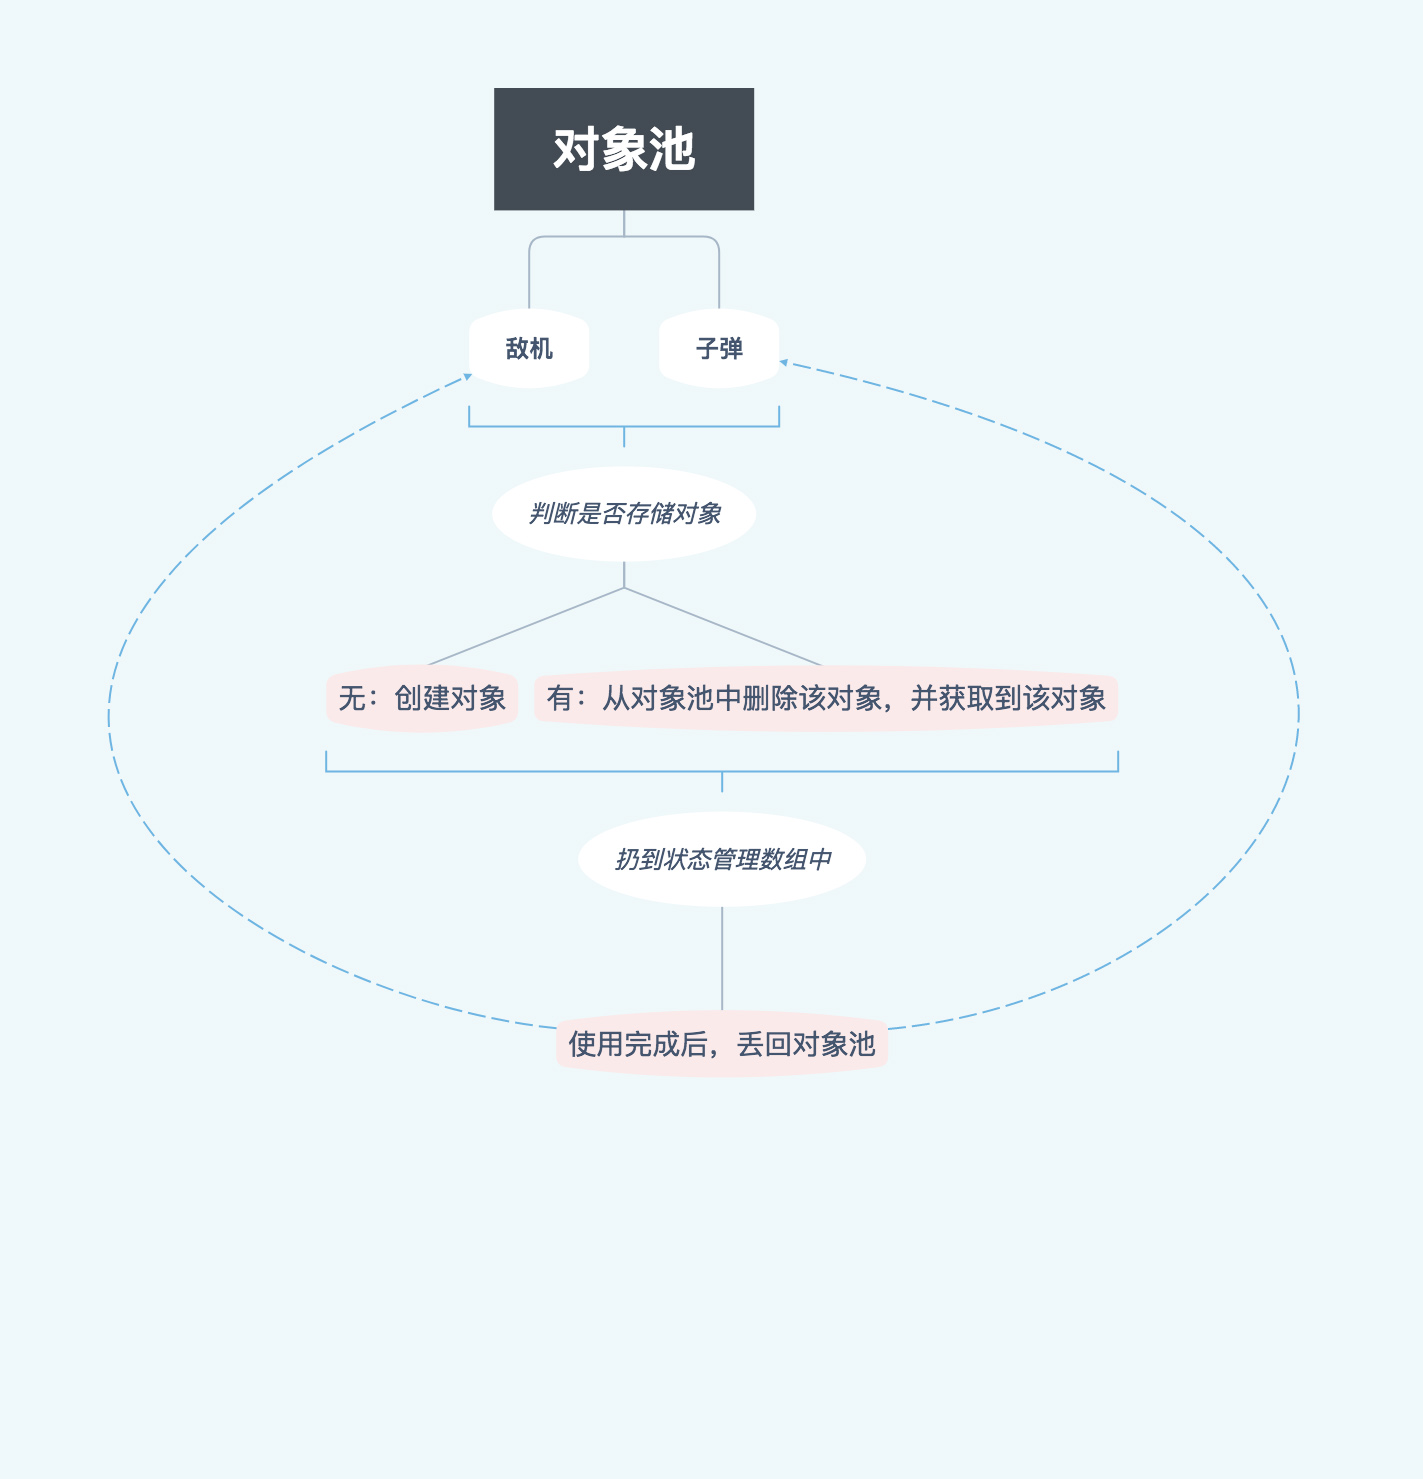 对象池
敌机
子弹
判断是否存储对象
无：创建对象
有：从对象池中删除该对象，并获取到该对象
扔到状态管理数组中
使用完成后，丢回对象池